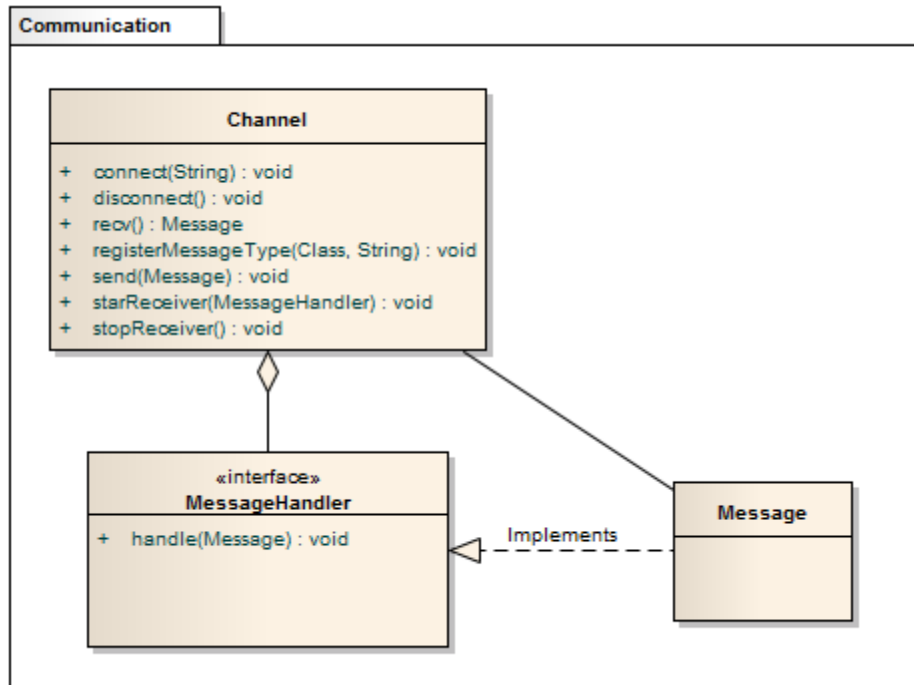 Communication
Channel
+ connect(String) : void
+ disconnect() : void
+ recv() : Message
+ registerMessageType(Class, String) : void
+ send(Message) : void
+ starReceiver(MessageHandler) : void
+ stopReceiver() : void
«interface»
MessageHandler
+ handle(Message) : void
Implements
Message